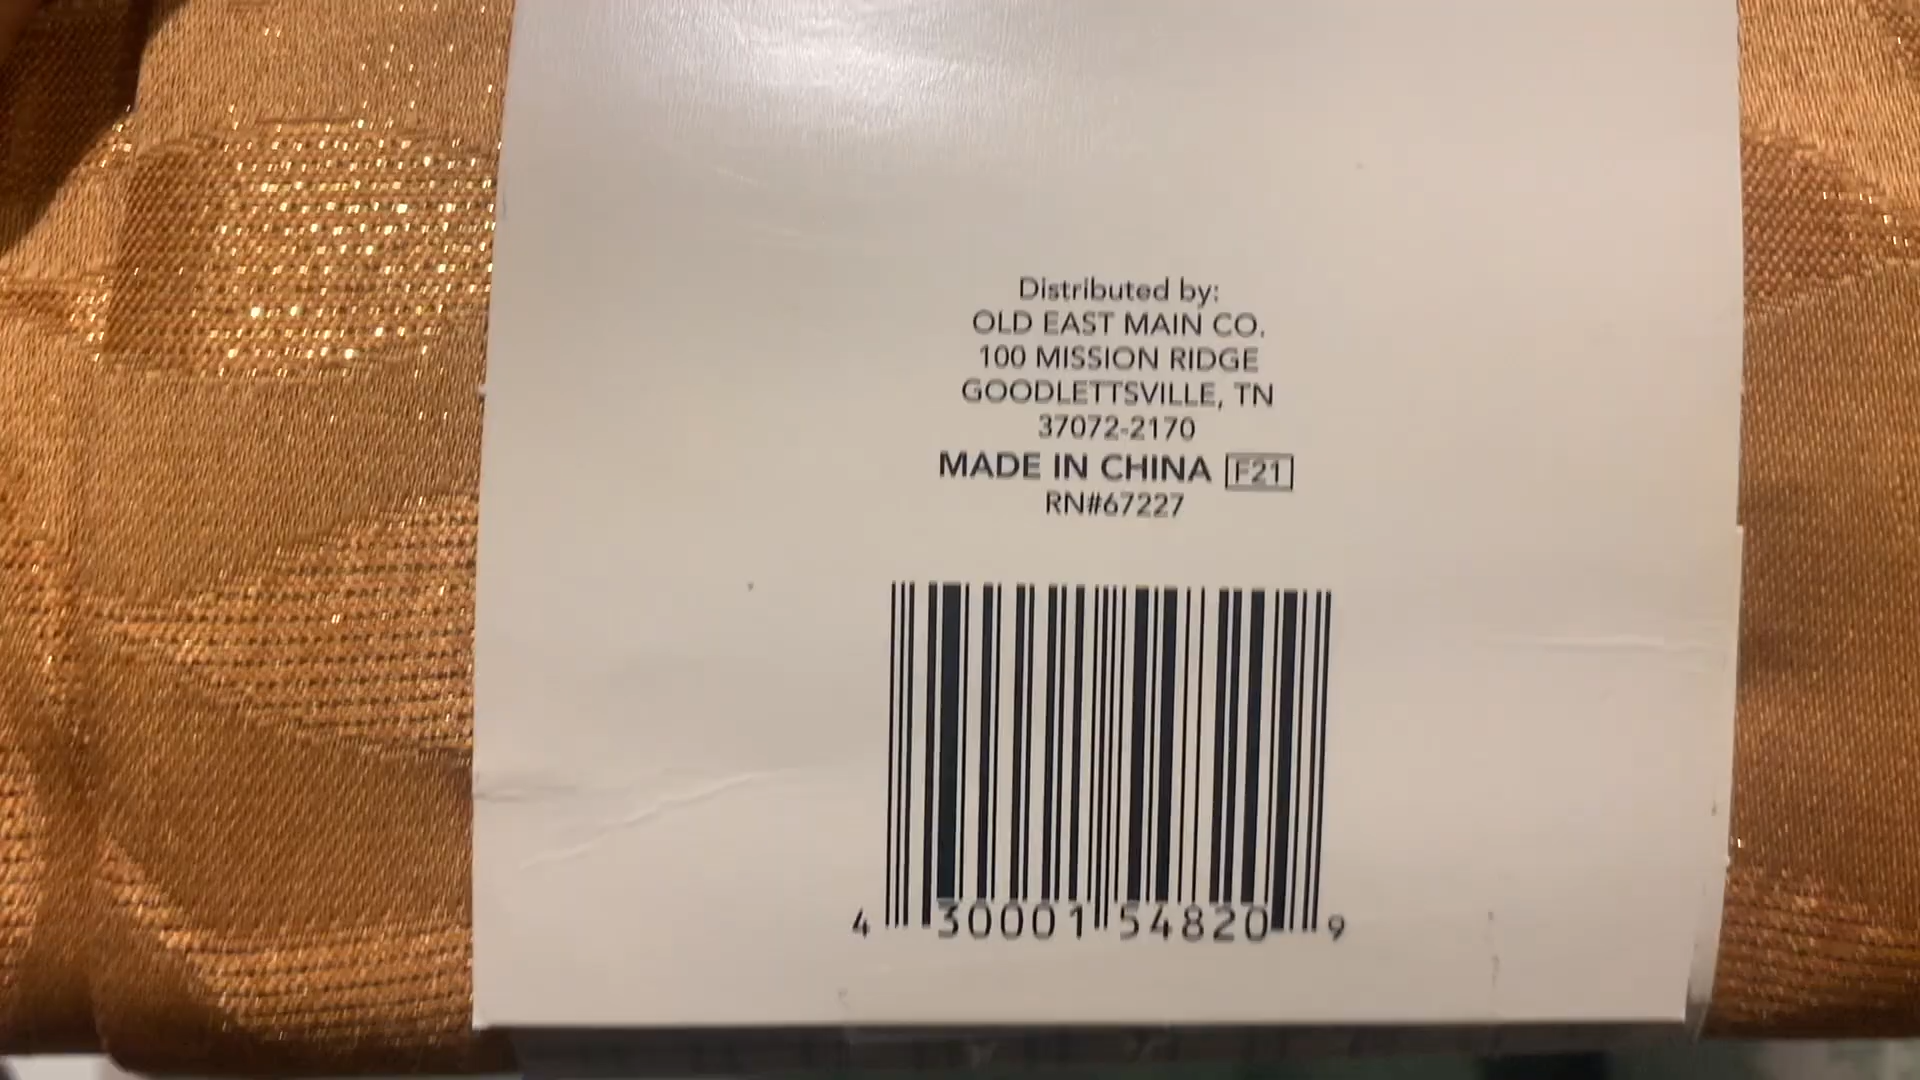 Distributed by:
OLD EAST MAIN CO.
100 MISSION RIDGE
GOODLETTSVILLE, TN
37072-2170
MADE IN CHINA F21
RN#67227
4 30001 54820 9